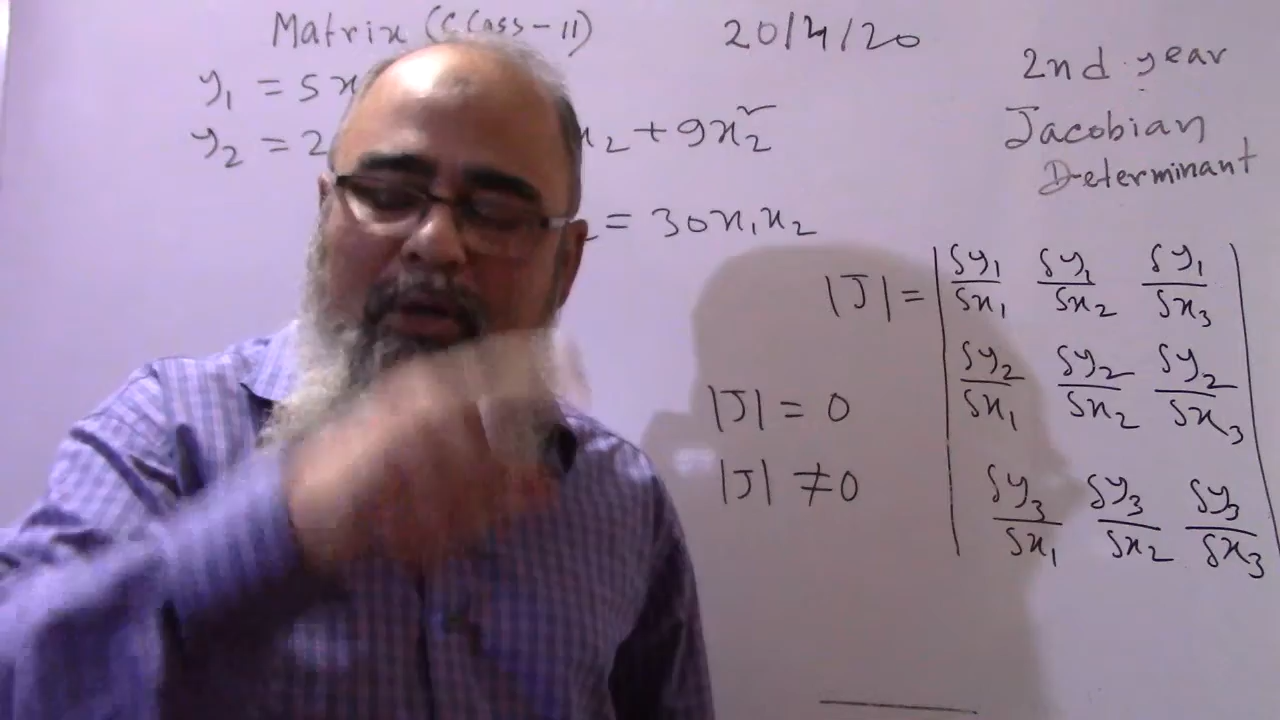 Matrix (Class-11)
20/4/20
y₁ = 5x
y₂ = 2 x₂ + 9x₂²
= 30x₁x₂
2nd year
Jacobian
Determinant
|J| = | δy₁/δx₁ δy₁/δx₂ δy₁/δx₃ |
| δy₂/δx₁ δy₂/δx₂ δy₂/δx₃ |
| δy₃/δx₁ δy₃/δx₂ δy₃/δx₃ |
|J| = 0
|J| ≠ 0